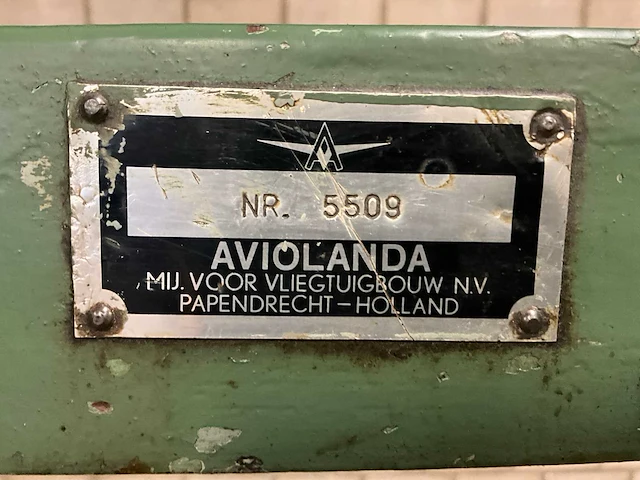 NR. 5509
AVIOLANDA
MIJ. VOOR VLIEGTUIGBOUW N.V.
PAPENDRECHT-HOLLAND